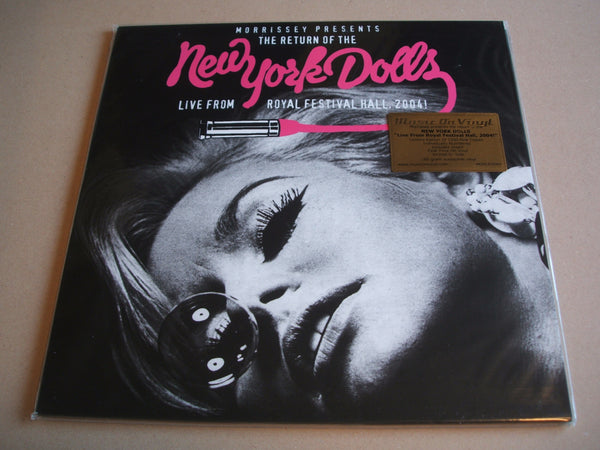 MORRISSEY PRESENTS
THE RETURN OF THE
New York Dolls
LIVE FROM ROYAL FESTIVAL HALL, 2004!
Music On Vinyl
NEW YORK DOLLS
"Live From Royal Festival Hall, 2004!"